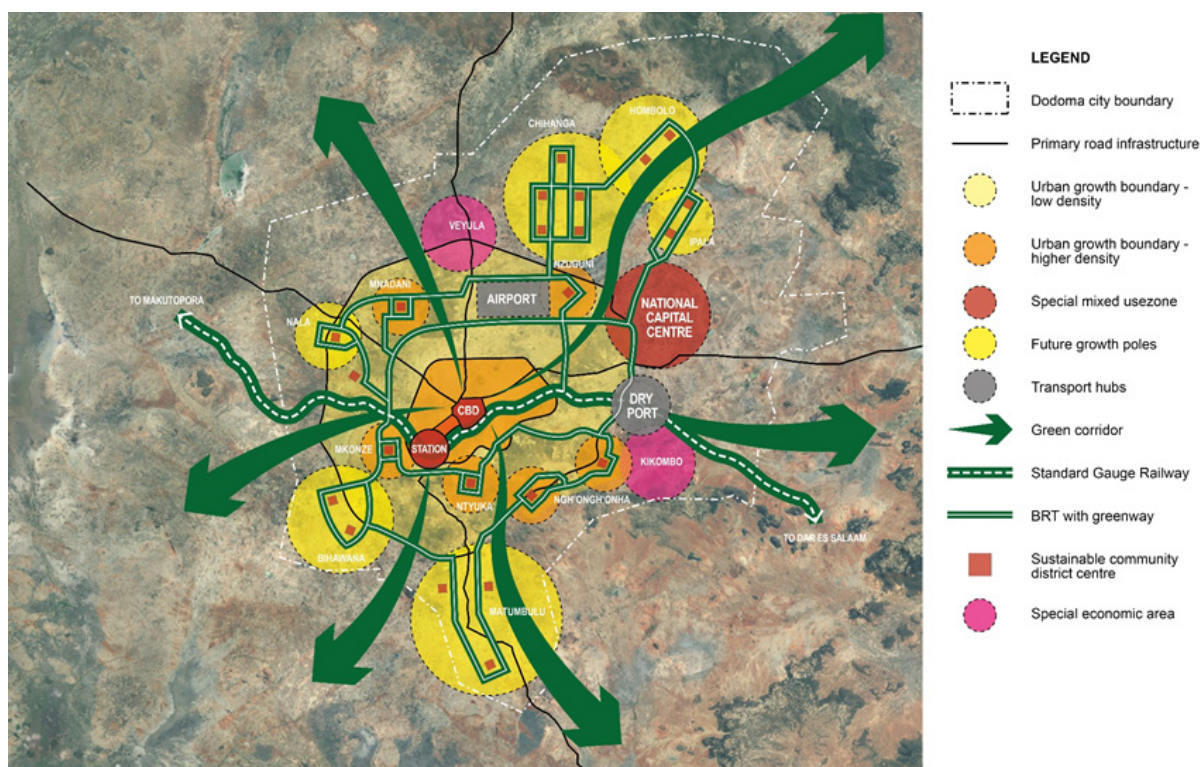 HOMBOLO
CHIHANGA
VEYULA
IPALA
NZUGUNI
MNADANI
AIRPORT
NATIONAL
CAPITAL
CENTRE
TO MAKUTOPORA
NALA
CBD
DRY
PORT
MKONZE
STATION
KIKOMBO
NTYUKA
NGH'ONGH'ONHA
TO DAR ES SALAAM
BIHAWANA
MATUMBULU
LEGEND
Dodoma city boundary
Primary road infrastructure
Urban growth boundary -
low density
Urban growth boundary -
higher density
Special mixed usezone
Future growth poles
Transport hubs
Green corridor
Standard Gauge Railway
BRT with greenway
Sustainable community
district centre
Special economic area